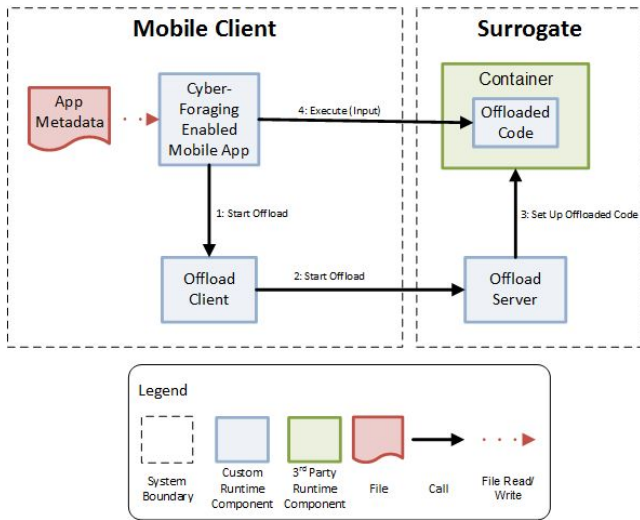 Mobile Client
Surrogate
App
Metadata
Cyber-
Foraging
Enabled
Mobile App
4: Execute (Input)
Container
Offloaded
Code
1: Start Offload
3: Set Up Offloaded Code
Offload
Client
2: Start Offload
Offload
Server
Legend
System
Boundary
Custom
Runtime
Component
3rd Party
Runtime
Component
File
Call
File Read/
Write